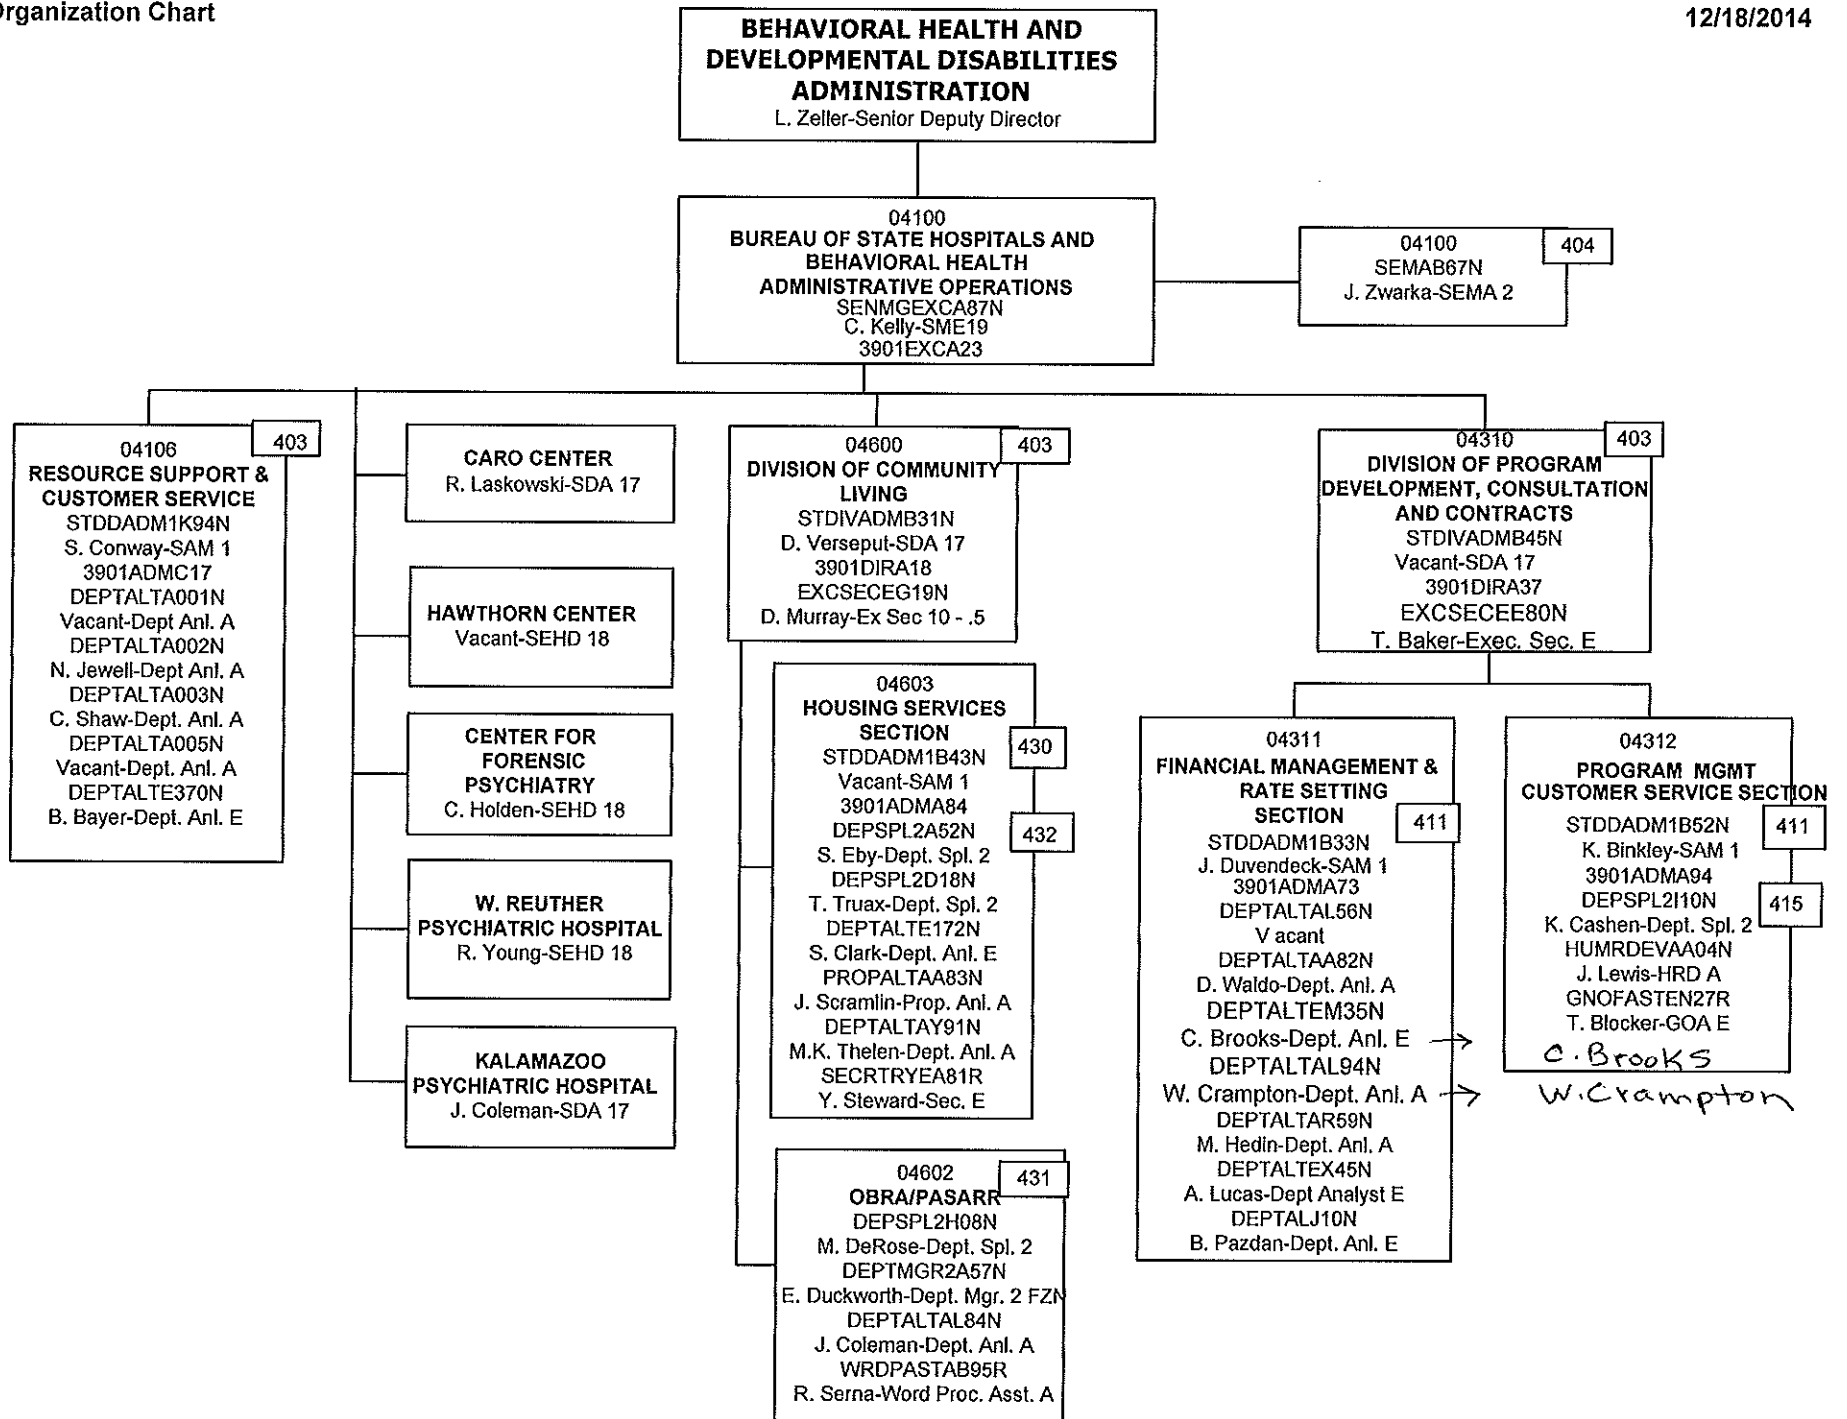 Organization Chart
12/18/2014
BEHAVIORAL HEALTH AND
DEVELOPMENTAL DISABILITIES
ADMINISTRATION
L. Zeller-Senior Deputy Director
04100
BUREAU OF STATE HOSPITALS AND
BEHAVIORAL HEALTH
ADMINISTRATIVE OPERATIONS
SENMGEXCA87N
C. Kelly-SME19
3901EXCA23
04100
404
SEMAB67N
J. Zwarka-SEMA 2
04106
403
RESOURCE SUPPORT &
CUSTOMER SERVICE
STDDADM1K94N
S. Conway-SAM 1
3901ADMC17
DEPTALTA001N
Vacant-Dept Anl. A
DEPTALTA002N
N. Jewell-Dept Anl. A
DEPTALTA003N
C. Shaw-Dept. Anl. A
DEPTALTA005N
Vacant-Dept. Anl. A
DEPTALTE370N
B. Bayer-Dept. Anl. E
CARO CENTER
R. Laskowski-SDA 17
HAWTHORN CENTER
Vacant-SEHD 18
CENTER FOR
FORENSIC
PSYCHIATRY
C. Holden-SEHD 18
W. REUTHER
PSYCHIATRIC HOSPITAL
R. Young-SEHD 18
KALAMAZOO
PSYCHIATRIC HOSPITAL
J. Coleman-SDA 17
04600
403
DIVISION OF COMMUNITY
LIVING
STDIVADMB31N
D. Verseput-SDA 17
3901DIRA18
EXCSECEG19N
D. Murray-Ex Sec 10 - .5
04603
HOUSING SERVICES
SECTION
430
STDDADM1B43N
Vacant-SAM 1
3901ADMA84
DEPSPL2A52N
432
S. Eby-Dept. Spl. 2
DEPSPL2D18N
T. Truax-Dept. Spl. 2
DEPTALTE172N
S. Clark-Dept. Anl. E
PROPALTAA83N
J. Scramlin-Prop. Anl. A
DEPTALTAY91N
M.K. Thelen-Dept. Anl. A
SECRTRYEA81R
Y. Steward-Sec. E
04602
431
OBRA/PASARR
DEPSPL2H08N
M. DeRose-Dept. Spl. 2
DEPTMGR2A57N
E. Duckworth-Dept. Mgr. 2 FZN
DEPTALTAL84N
J. Coleman-Dept. Anl. A
WRDPASTAB95R
R. Serna-Word Proc. Asst. A
04310
403
DIVISION OF PROGRAM
DEVELOPMENT, CONSULTATION
AND CONTRACTS
STDIVADMB45N
Vacant-SDA 17
3901DIRA37
EXCSECEE80N
T. Baker-Exec. Sec. E
04311
FINANCIAL MANAGEMENT &
RATE SETTING
SECTION
411
STDDADM1B33N
J. Duvendeck-SAM 1
3901ADMA73
DEPTALTAL56N
V acant
DEPTALTAA82N
D. Waldo-Dept. Anl. A
DEPTALTEM35N
C. Brooks-Dept. Anl. E →
DEPTALTAL94N
W. Crampton-Dept. Anl. A →
DEPTALTAR59N
M. Hedin-Dept. Anl. A
DEPTALTEX45N
A. Lucas-Dept Analyst E
DEPTALJ10N
B. Pazdan-Dept. Anl. E
04312
PROGRAM MGMT
CUSTOMER SERVICE SECTION
STDDADM1B52N
411
K. Binkley-SAM 1
3901ADMA94
DEPSPL2I10N
415
K. Cashen-Dept. Spl. 2
HUMRDEVAA04N
J. Lewis-HRD A
GNOFASTEN27R
T. Blocker-GOA E
C. Brooks
W. Crampton